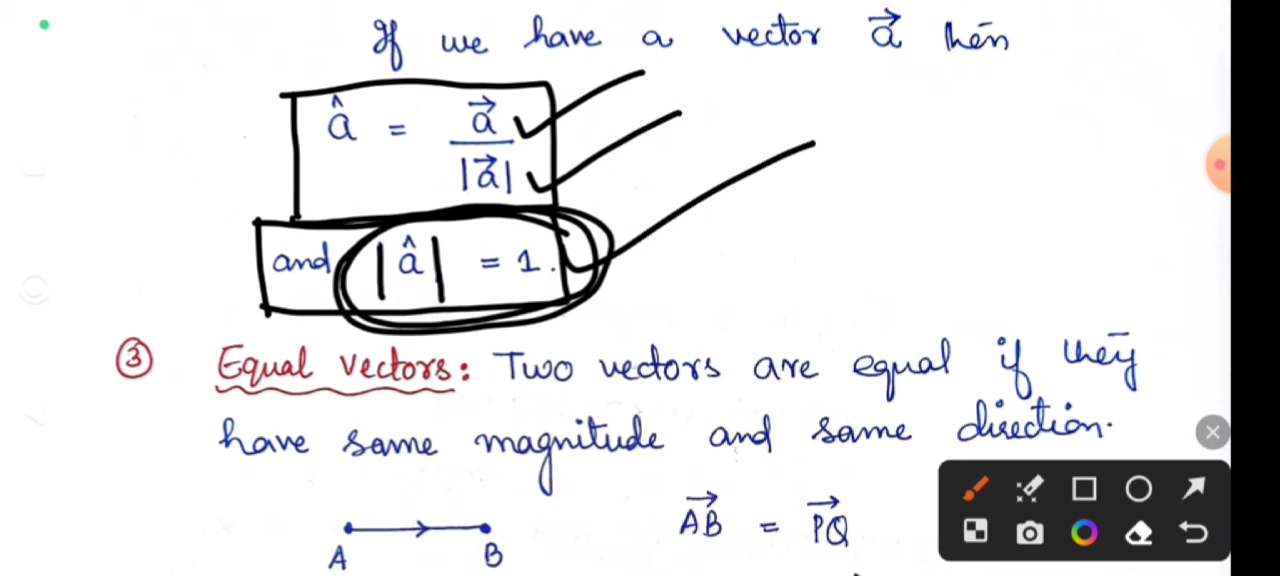 If we have a vector a⃗ then
â = a⃗ / |a⃗|
and |â| = 1.
③ Equal vectors: Two vectors are equal if they
have same magnitude and same direction.
A B AB⃗ = PQ⃗